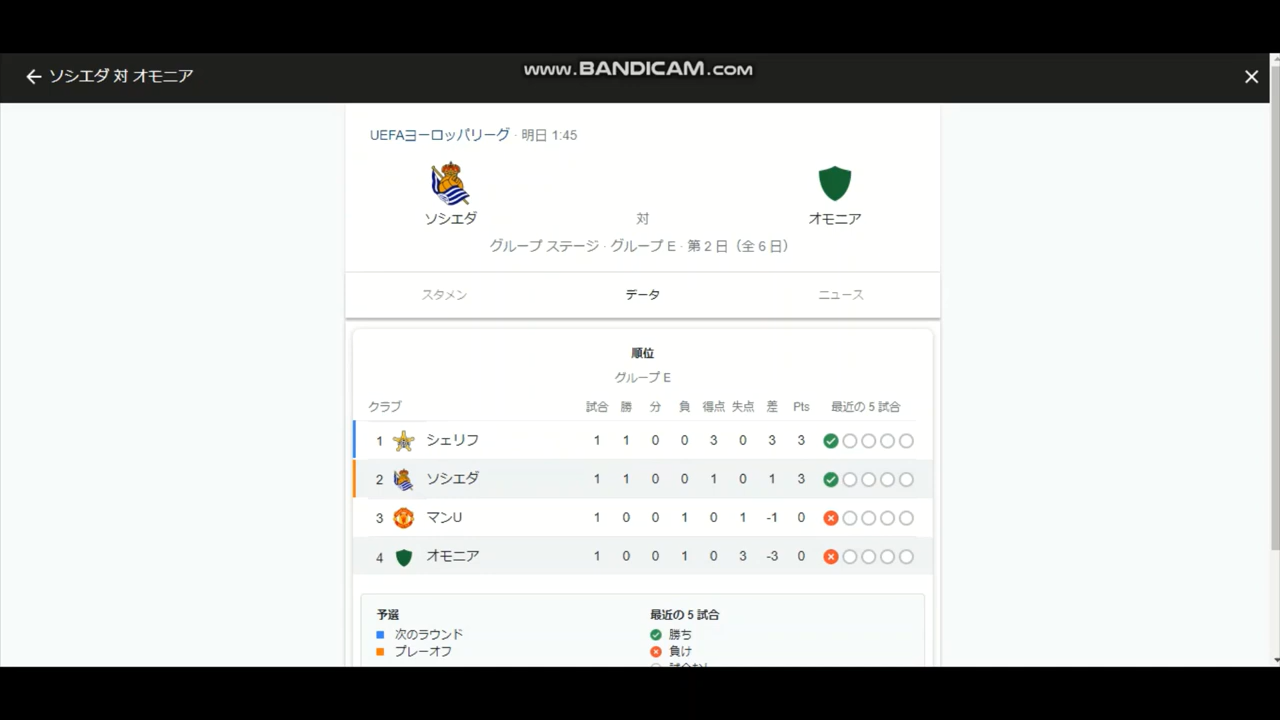 www.BANDICAM.com
ソシエダ 対 オモニア
UEFAヨーロッパリーグ · 明日 1:45
ソシエダ 対 オモニア
グループ ステージ · グループ E · 第 2 日（全 6 日）
スタメン データ ニュース
順位
グループ E
クラブ 試合 勝 分 負 得点 失点 差 Pts 最近の 5 試合
1 シェリフ 1 1 0 0 3 0 3 3
2 ソシエダ 1 1 0 0 1 0 1 3
3 マンU 1 0 0 1 0 1 -1 0
4 オモニア 1 0 0 1 0 3 -3 0
予選 最近の 5 試合
次のラウンド 勝ち
プレーオフ 負け